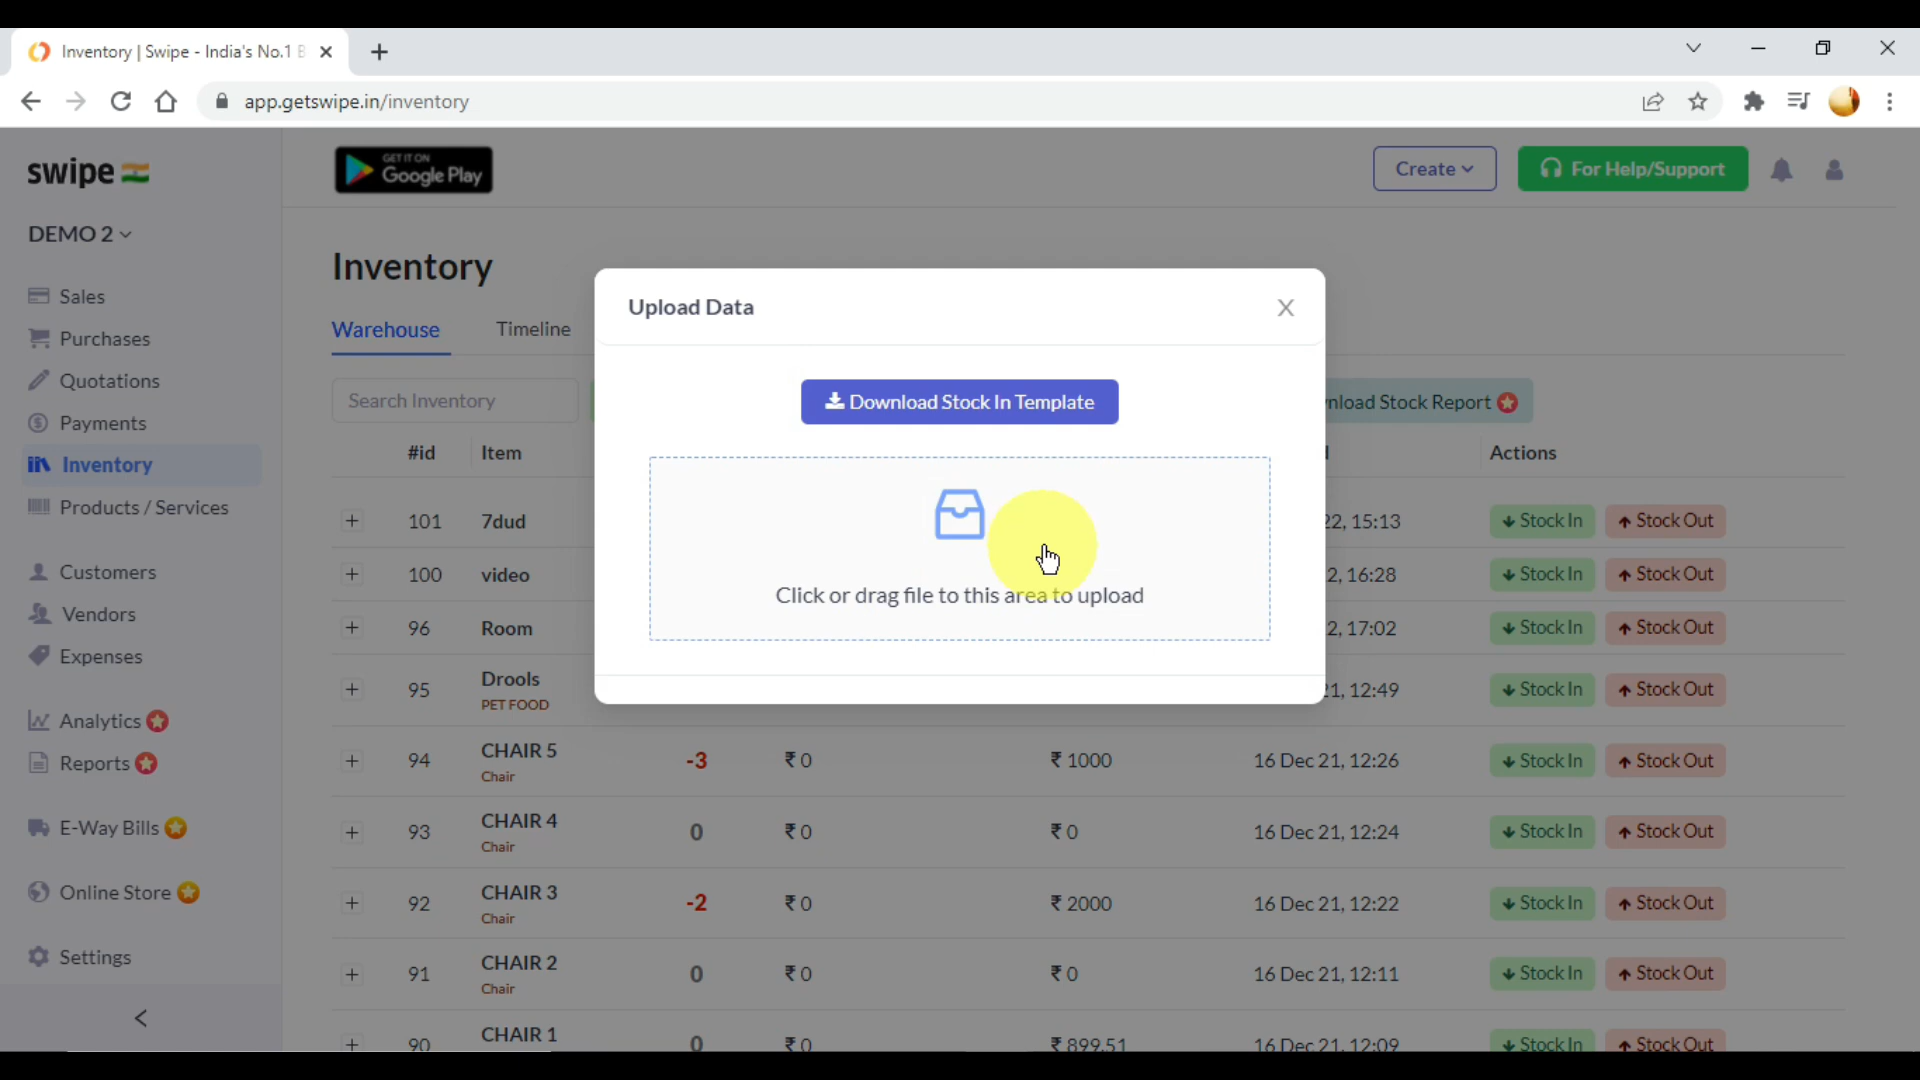 Inventory | Swipe - India's No.1 B
app.getswipe.in/inventory
swipe
GET IT ON
Google Play
Create
For Help/Support
DEMO 2
Inventory
Upload Data
X
Sales
Warehouse
Timeline
Purchases
Quotations
Search Inventory
Download Stock In Template
nload Stock Report
Payments
#id
Item
Actions
Inventory
Products / Services
101
7dud
22, 15:13
Stock In
Stock Out
Click or drag file to this area to upload
Customers
100
video
2, 16:28
Stock In
Stock Out
Vendors
96
Room
2, 17:02
Stock In
Stock Out
Expenses
95
Drools
PET FOOD
21, 12:49
Stock In
Stock Out
Analytics
Reports
94
CHAIR 5
Chair
-3
₹ 0
₹ 1000
16 Dec 21, 12:26
Stock In
Stock Out
E-Way Bills
93
CHAIR 4
Chair
0
₹ 0
₹ 0
16 Dec 21, 12:24
Stock In
Stock Out
Online Store
92
CHAIR 3
Chair
-2
₹ 0
₹ 2000
16 Dec 21, 12:22
Stock In
Stock Out
Settings
91
CHAIR 2
Chair
0
₹ 0
₹ 0
16 Dec 21, 12:11
Stock In
Stock Out
90
CHAIR 1
0
₹ 0
₹ 899.51
16 Dec 21, 12:09
Stock In
Stock Out